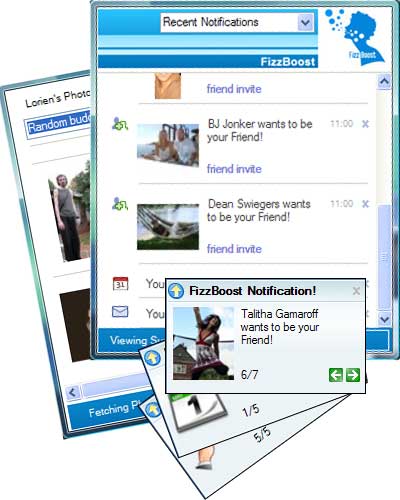 Recent Notifications
FizzBoost
FizzBoost
friend invite
BJ Jonker wants to
be your Friend!
11:00
x
friend invite
Dean Swiegers wants
to be your Friend!
11:00
x
friend invite
31
You
You
Viewing
Lorien's Photo
Random budd
Fetching
FizzBoost Notification!
x
Talitha Gamaroff
wants to be your
Friend!
6/7
1
1/5
5/5